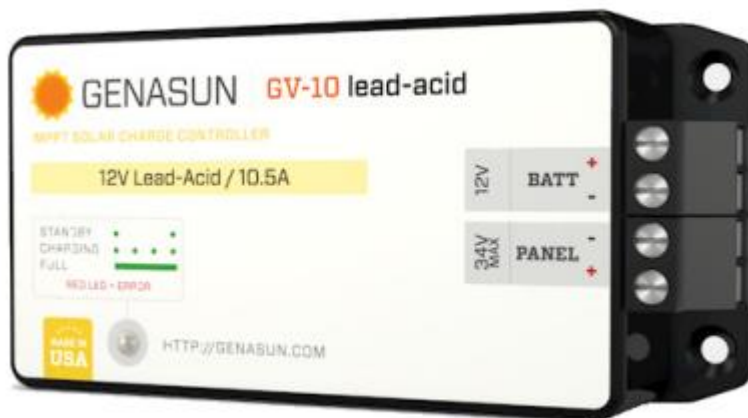 GENASUN GV-10 lead-acid
MPPT SOLAR CHARGE CONTROLLER
12V Lead-Acid / 10.5A
STANDBY
CHARGING
FULL
RED LED = ERROR
MADE IN
USA
HTTP://GENASUN.COM
12V BATT + -
34V MAX PANEL - +